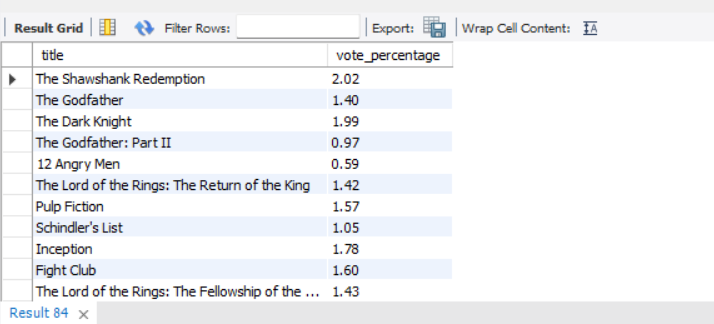 Result Grid Filter Rows: Export: Wrap Cell Content: IA
title vote_percentage
The Shawshank Redemption 2.02
The Godfather 1.40
The Dark Knight 1.99
The Godfather: Part II 0.97
12 Angry Men 0.59
The Lord of the Rings: The Return of the King 1.42
Pulp Fiction 1.57
Schindler's List 1.05
Inception 1.78
Fight Club 1.60
The Lord of the Rings: The Fellowship of the ... 1.43
Result 84 ×